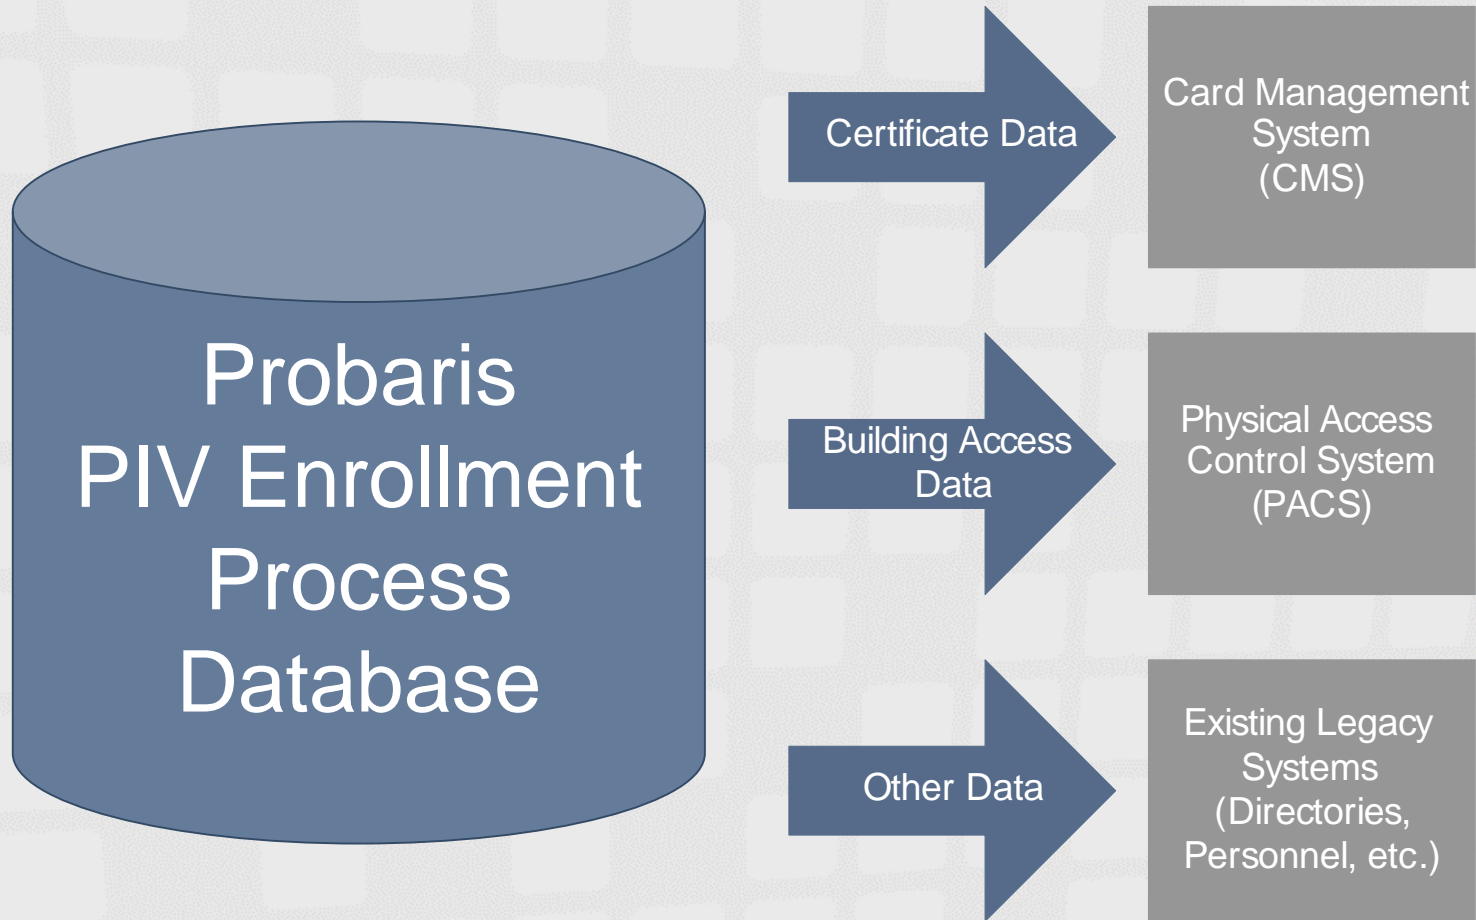 Probaris
PIV Enrollment
Process
Database
Certificate Data
Card Management
System
(CMS)
Building Access
Data
Physical Access
Control System
(PACS)
Other Data
Existing Legacy
Systems
(Directories,
Personnel, etc.)